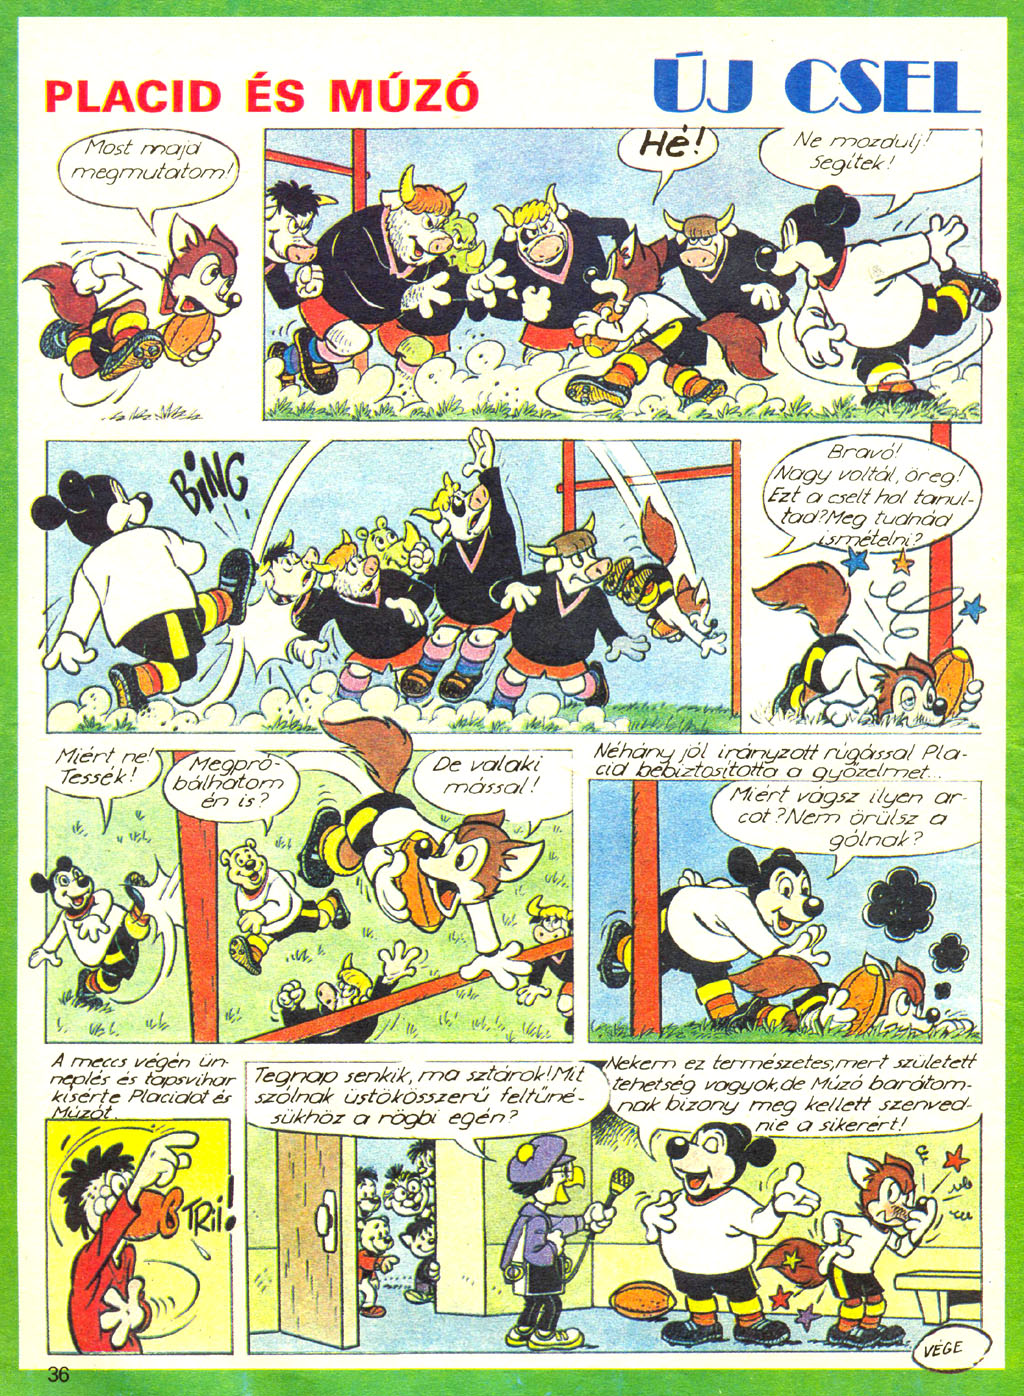 PLACID ÉS MÚZÓ
ÚJ CSEL
Most majd
megmutatom!
Hé!
Ne mozdulj!
Segítek!
BING
Bravó!
Nagy voltál, öreg!
Ezt a cselt hol tanul-
tad? Meg tudnád
ismételni?
Miért ne!
Tessék!
Megpró-
bálhatom
én is?
De valaki
mással!
Néhány jól irányzott rúgással Pla-
cid bebiztosította a győzelmet...
Miért vágsz ilyen ar-
cot? Nem örülsz a
gólnak?
A meccs végén ün-
neplés és tapsvihar
kísérte Placidot és
Múzót.
TRii!
Tegnap senkik, ma sztárok! Mit
szólnak üstökösszerű feltűné-
sükhöz a rögbi egén?
Nekem ez természetes, mert született
tehetség vagyok, de Múzó barátom-
nak bizony meg kellett szenved-
nie a sikerért!
VÉGE
36